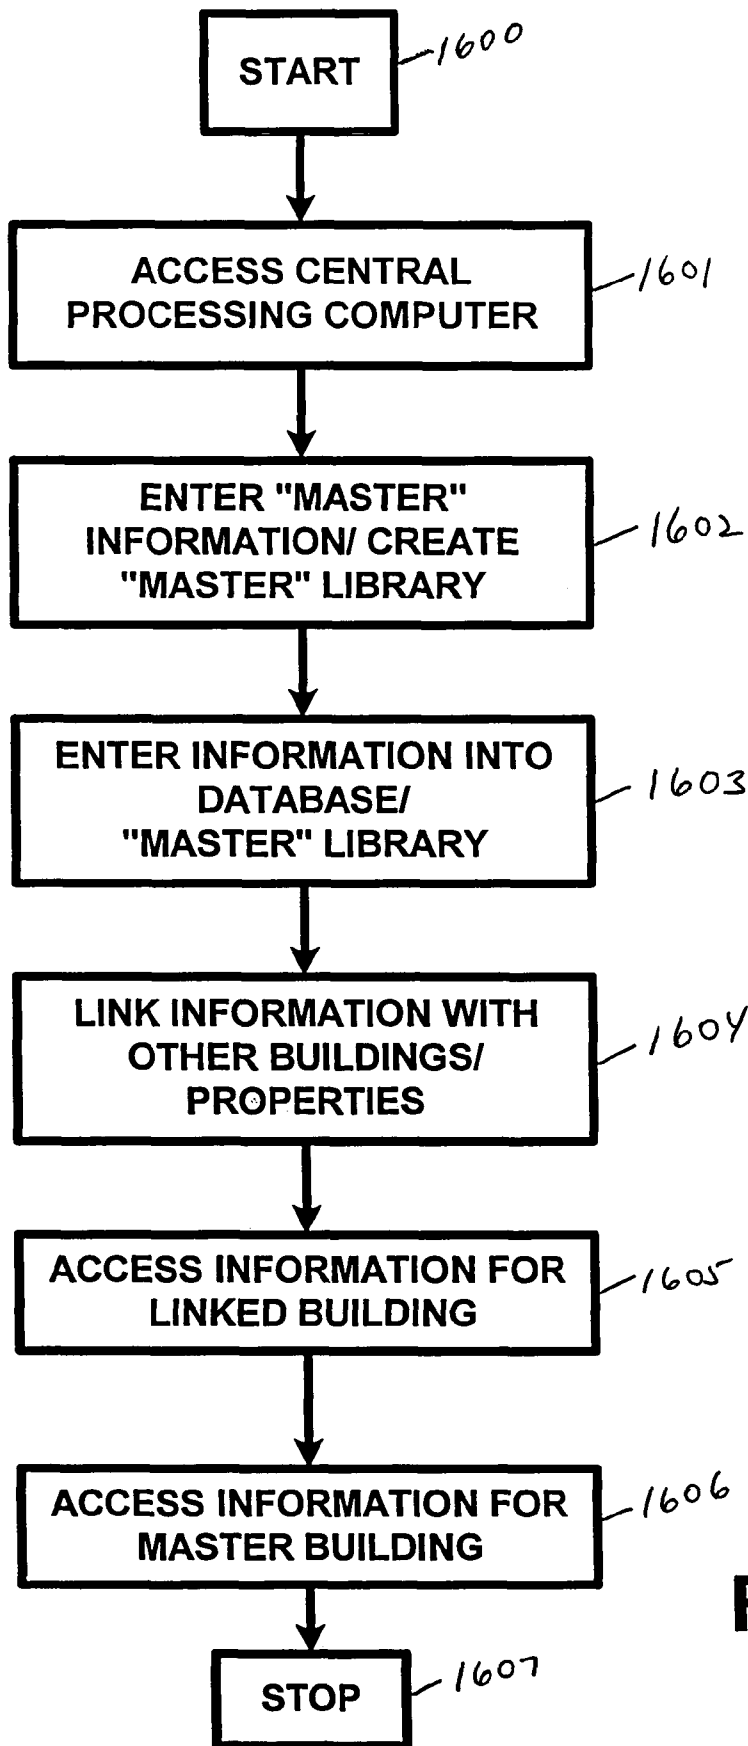 START
1600
ACCESS CENTRAL
PROCESSING COMPUTER
1601
ENTER "MASTER"
INFORMATION/ CREATE
"MASTER" LIBRARY
1602
ENTER INFORMATION INTO
DATABASE/
"MASTER" LIBRARY
1603
LINK INFORMATION WITH
OTHER BUILDINGS/
PROPERTIES
1604
ACCESS INFORMATION FOR
LINKED BUILDING
1605
ACCESS INFORMATION FOR
MASTER BUILDING
1606
STOP
1607